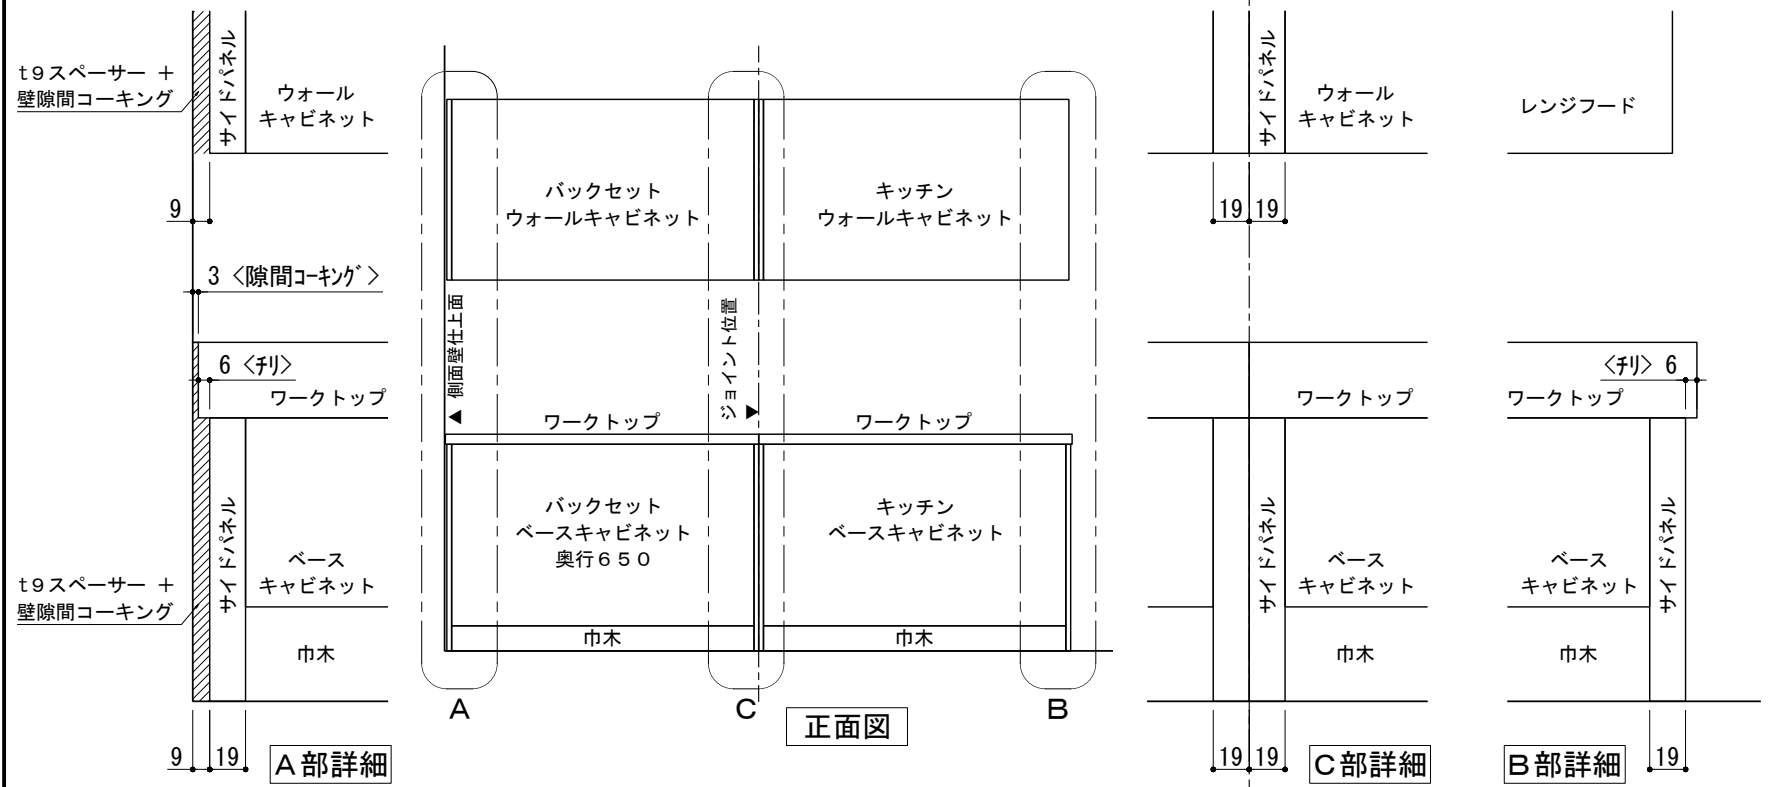 t9スペーサー +
壁隙間コーキング
サイドパネル
ウォール
キャビネット
9
3 <隙間コーキング>
6 <チリ>
ワークトップ
サイドパネル
ベース
キャビネット
t9スペーサー +
壁隙間コーキング
巾木
9
19
A部詳細
バックセット
ウォールキャビネット
キッチン
ウォールキャビネット
▲ 側面壁仕上面
ジョイント位置 ▼
ワークトップ
ワークトップ
バックセット
ベースキャビネット
奥行650
キッチン
ベースキャビネット
巾木
巾木
A
C
B
正面図
サイドパネル
ウォール
キャビネット
19
19
ワークトップ
サイドパネル
ベース
キャビネット
巾木
19
19
C部詳細
レンジフード
<チリ> 6
ワークトップ
ベース
キャビネット
サイドパネル
巾木
B部詳細
19